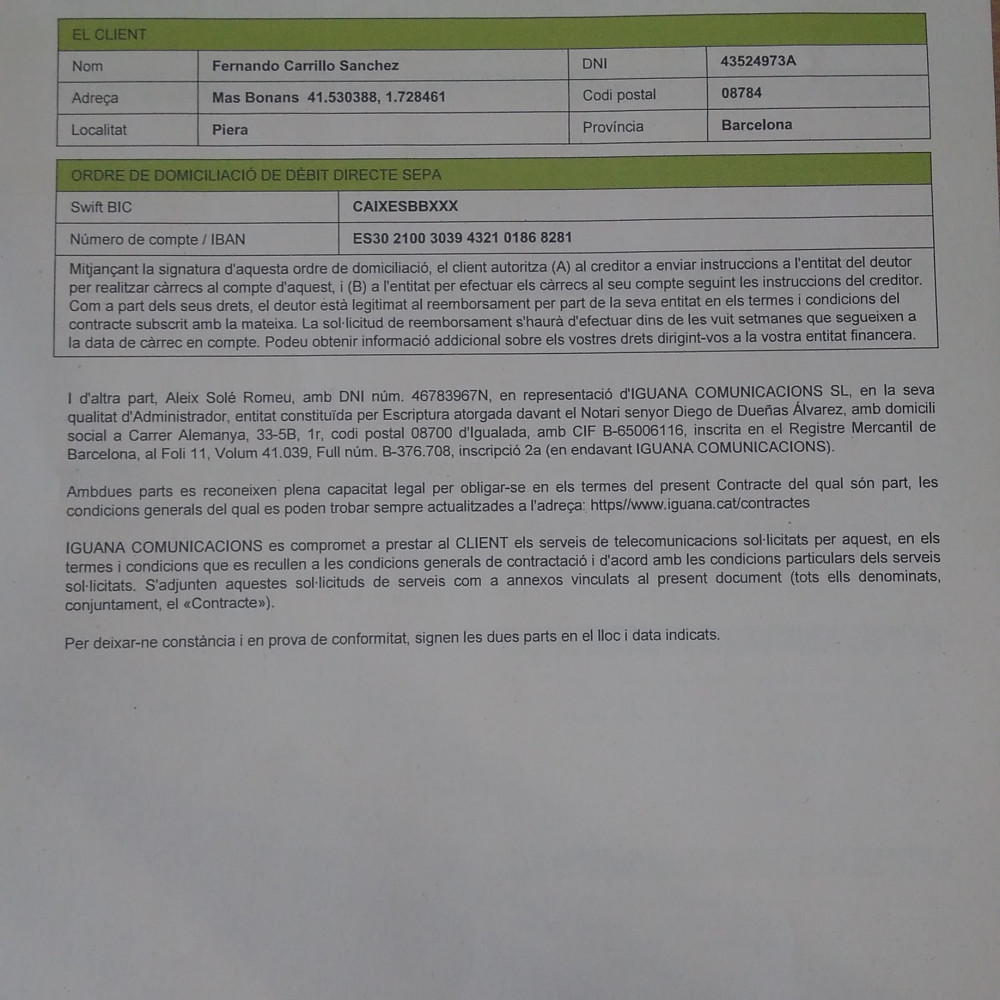 EL CLIENT
Nom Fernando Carrillo Sanchez DNI 43524973A
Adreça Mas Bonans 41.530388, 1.728461 Codi postal 08784
Localitat Piera Província Barcelona
ORDRE DE DOMICILIACIÓ DE DÈBIT DIRECTE SEPA
Swift BIC CAIXESBBXXX
Número de compte / IBAN ES30 2100 3039 4321 0186 8281
Mitjançant la signatura d'aquesta ordre de domiciliació, el client autoritza (A) al creditor a enviar instruccions a l'entitat del deutor
per realitzar càrrecs al compte d'aquest, i (B) a l'entitat per efectuar els càrrecs al seu compte seguint les instruccions del creditor.
Com a part dels seus drets, el deutor està legitimat al reemborsament per part de la seva entitat en els termes i condicions del
contracte subscrit amb la mateixa. La sol·licitud de reemborsament s'haurà d'efectuar dins de les vuit setmanes que segueixen a
la data de càrrec en compte. Podeu obtenir informació addicional sobre els vostres drets dirigint-vos a la vostra entitat financera.
I d'altra part, Aleix Solé Romeu, amb DNI núm. 46783967N, en representació d'IGUANA COMUNICACIONS SL, en la seva
qualitat d'Administrador, entitat constituïda per Escriptura atorgada davant el Notari senyor Diego de Dueñas Álvarez, amb domicili
social a Carrer Alemanya, 33-5B, 1r, codi postal 08700 d'Igualada, amb CIF B-65006116, inscrita en el Registre Mercantil de
Barcelona, al Foli 11, Volum 41.039, Full núm. B-376.708, inscripció 2a (en endavant IGUANA COMUNICACIONS).
Ambdues parts es reconeixen plena capacitat legal per obligar-se en els termes del present Contracte del qual són part, les
condicions generals del qual es poden trobar sempre actualitzades a l'adreça: https//www.iguana.cat/contractes
IGUANA COMUNICACIONS es compromet a prestar al CLIENT els serveis de telecomunicacions sol·licitats per aquest, en els
termes i condicions que es recullen a les condicions generals de contractació i d'acord amb les condicions particulars dels serveis
sol·licitats. S'adjunten aquestes sol·licituds de serveis com a annexos vinculats al present document (tots ells denominats,
conjuntament, el «Contracte»).
Per deixar-ne constància i en prova de conformitat, signen les dues parts en el lloc i data indicats.